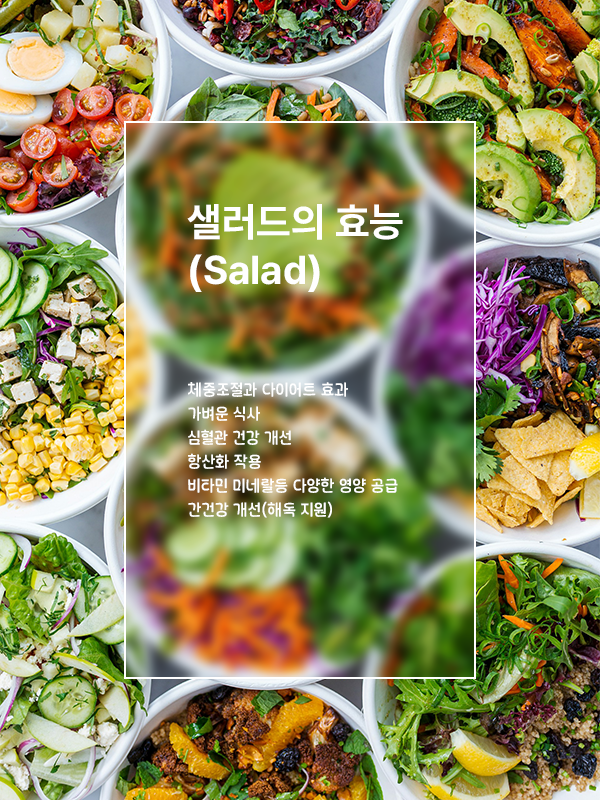 샐러드의 효능
(Salad)
체중조절과 다이어트 효과
가벼운 식사
심혈관 건강 개선
항산화 작용
비타민 미네랄등 다양한 영양 공급
간건강 개선(해독 지원)